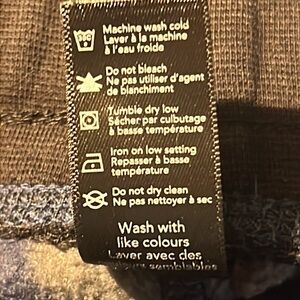 Machine wash cold
Laver à la machine
à l'eau froide
Do not bleach
Ne pas utiliser d'agent
de blanchiment
Tumble dry low
Sécher par culbutage
à basse température
Iron on low setting
Repasser à basse
température
Do not dry clean
Ne pas nettoyer à sec
Wash with
like colours
Laver avec des
couleurs semblables